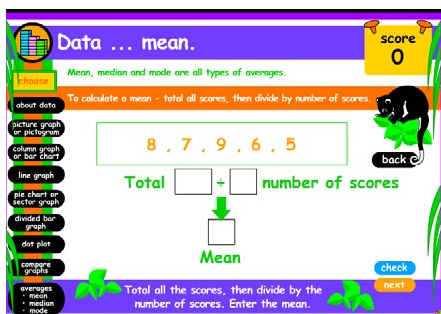 Data ... mean.
score
0
Mean, median and mode are all types of averages.
choose
To calculate a mean - total all scores, then divide by number of scores.
about data
picture graph
or pictogram
column graph
or bar chart
line graph
pie chart or
sector graph
divided bar
graph
dot plot
compare
graphs
averages
· mean
· median
· mode
8 , 7 , 9 , 6 , 5
back
Total ÷ number of scores
Mean
check
next
Total all the scores, then divide by the
number of scores. Enter the mean.